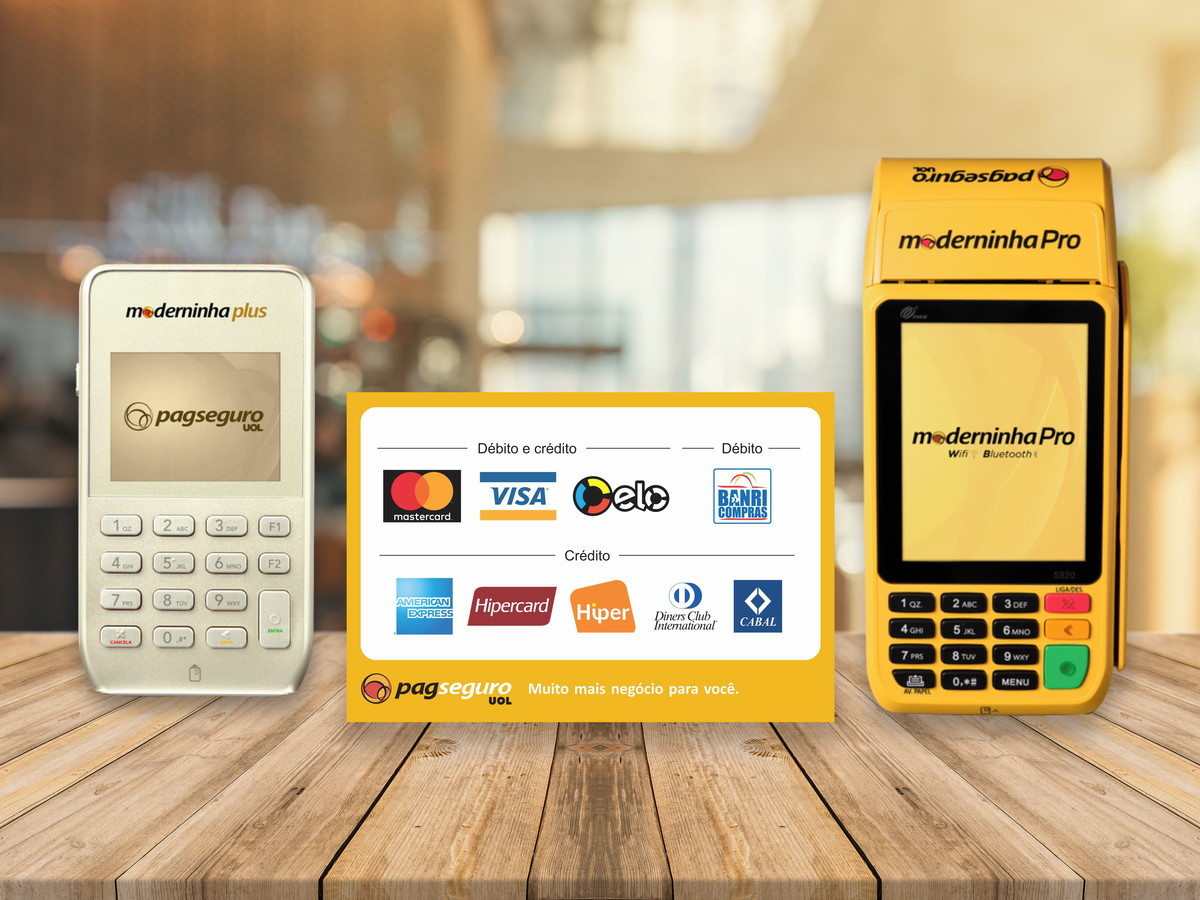 moderninha plus
pagseguro
UOL
1 QZ. 2 ABC 3 DEF F1
4 GHI 5 JKL 6 MNO F2
7 PRS 8 TUV 9 WXY
ENTRA
CANCELA 0 ,#*
Débito e crédito
Débito
mastercard
VISA
elo
BANRI
COMPRAS
Crédito
AMERICAN
EXPRESS
Hipercard
Hiper
Diners Club
International
CABAL
pagseguro
UOL
Muito mais negócio para você.
pagseguro
UOL
moderninha Pro
moderninha Pro
Wifi Bluetooth
S920
LIGA/DES.
1 QZ. 2 ABC 3 DEF
4 GHI 5 JKL 6 MNO
7 PRS 8 TUV 9 WXY
0,*# MENU
AV. PAPEL